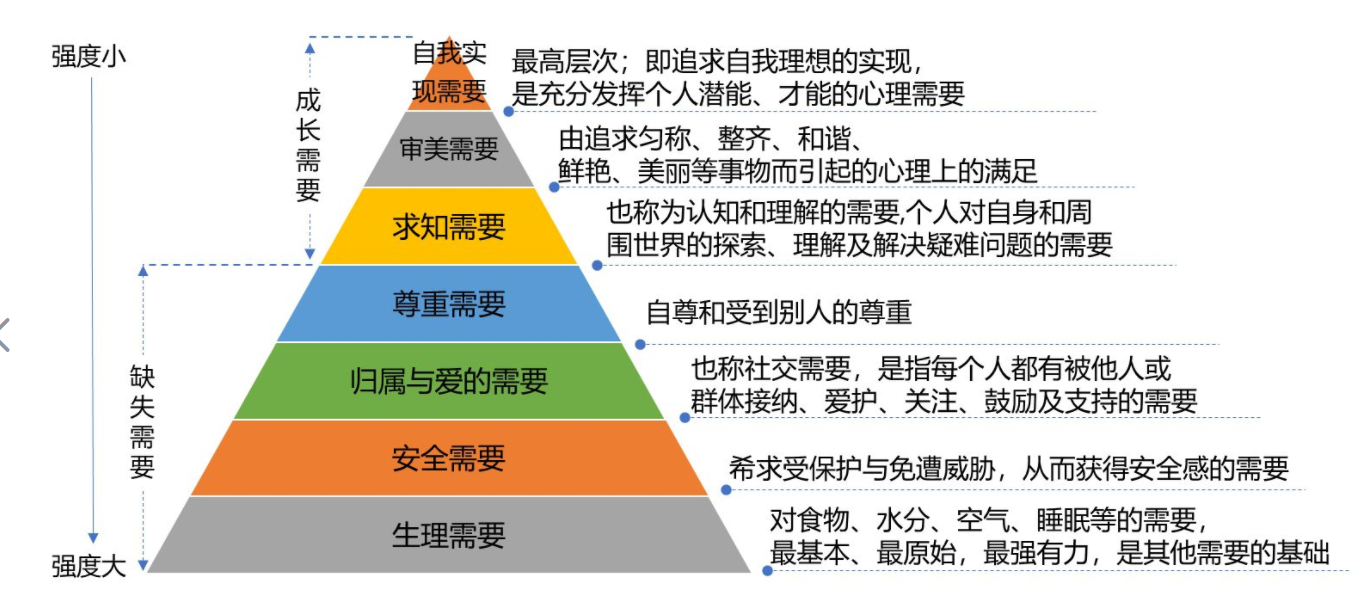 强度小
强度大
成长需要
缺失需要
自我实
现需要
最高层次；即追求自我理想的实现，
是充分发挥个人潜能、才能的心理需要
审美需要
由追求匀称、整齐、和谐、
鲜艳、美丽等事物而引起的心理上的满足
求知需要
也称为认知和理解的需要,个人对自身和周
围世界的探索、理解及解决疑难问题的需要
尊重需要
自尊和受到别人的尊重
归属与爱的需要
也称社交需要，是指每个人都有被他人或
群体接纳、爱护、关注、鼓励及支持的需要
安全需要
希求受保护与免遭威胁，从而获得安全感的需要
生理需要
对食物、水分、空气、睡眠等的需要，
最基本、最原始，最强有力，是其他需要的基础